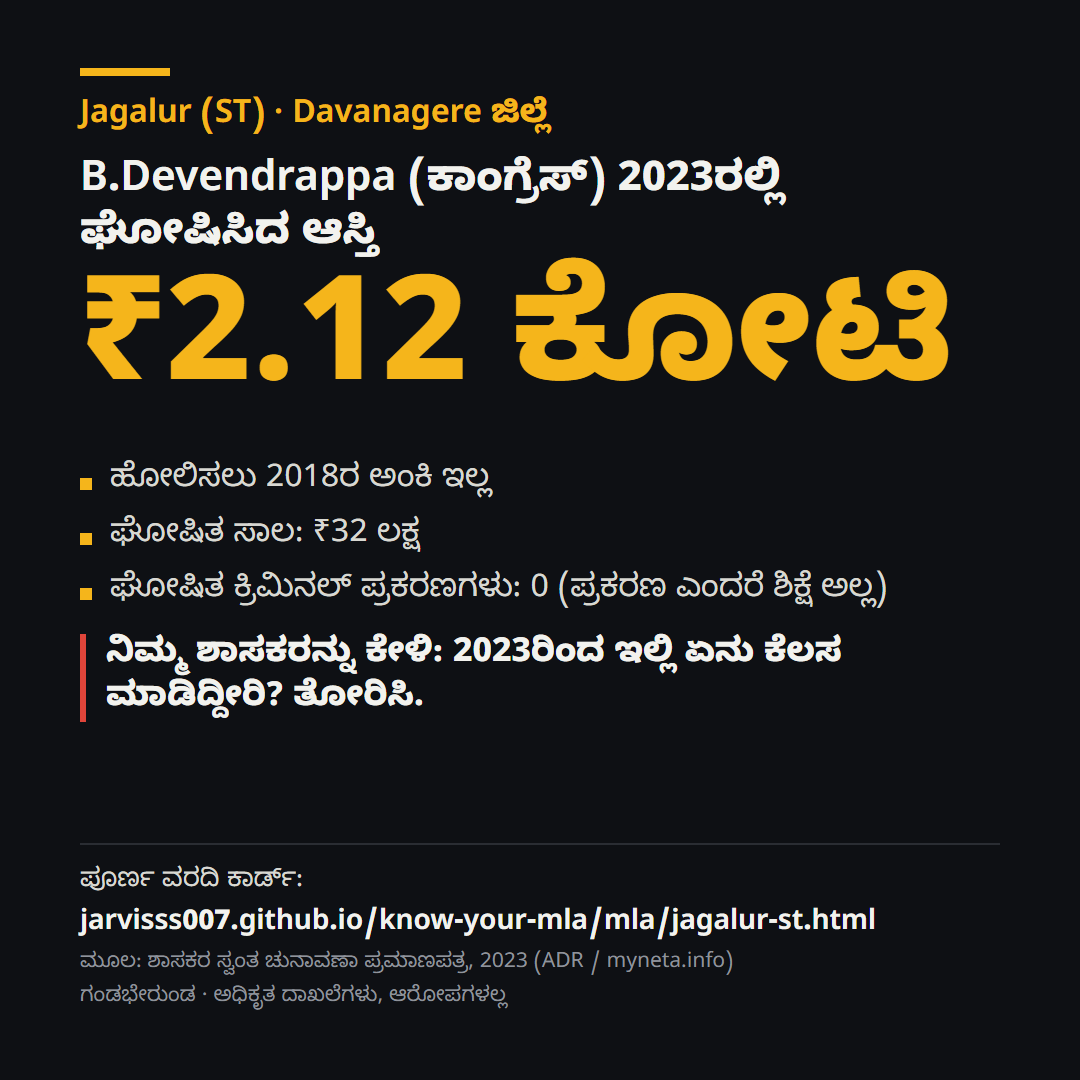 Jagalur (ST) · Davanagere ಜಿಲ್ಲೆ
B.Devendrappa (ಕಾಂಗ್ರೆಸ್) 2023ರಲ್ಲಿ
ಘೋಷಿಸಿದ ಆಸ್ತಿ
₹2.12 ಕೋಟಿ
ಹೋಲಿಸಲು 2018ರ ಅಂಕಿ ಇಲ್ಲ
ಘೋಷಿತ ಸಾಲ: ₹32 ಲಕ್ಷ
ಘೋಷಿತ ಕ್ರಿಮಿನಲ್ ಪ್ರಕರಣಗಳು: 0 (ಪ್ರಕರಣ ಎಂದರೆ ಶಿಕ್ಷೆ ಅಲ್ಲ)
ನಿಮ್ಮ ಶಾಸಕರನ್ನು ಕೇಳಿ: 2023ರಿಂದ ಇಲ್ಲಿ ಏನು ಕೆಲಸ
ಮಾಡಿದ್ದೀರಿ? ತೋರಿಸಿ.
ಪೂರ್ಣ ವರದಿ ಕಾರ್ಡ್:
jarvisss007.github.io/know-your-mla/mla/jagalur-st.html
ಮೂಲ: ಶಾಸಕರ ಸ್ವಂತ ಚುನಾವಣಾ ಪ್ರಮಾಣಪತ್ರ, 2023 (ADR / myneta.info)
ಗಂಡಭೇರುಂಡ · ಅಧಿಕೃತ ದಾಖಲೆಗಳು, ಆರೋಪಗಳಲ್ಲ